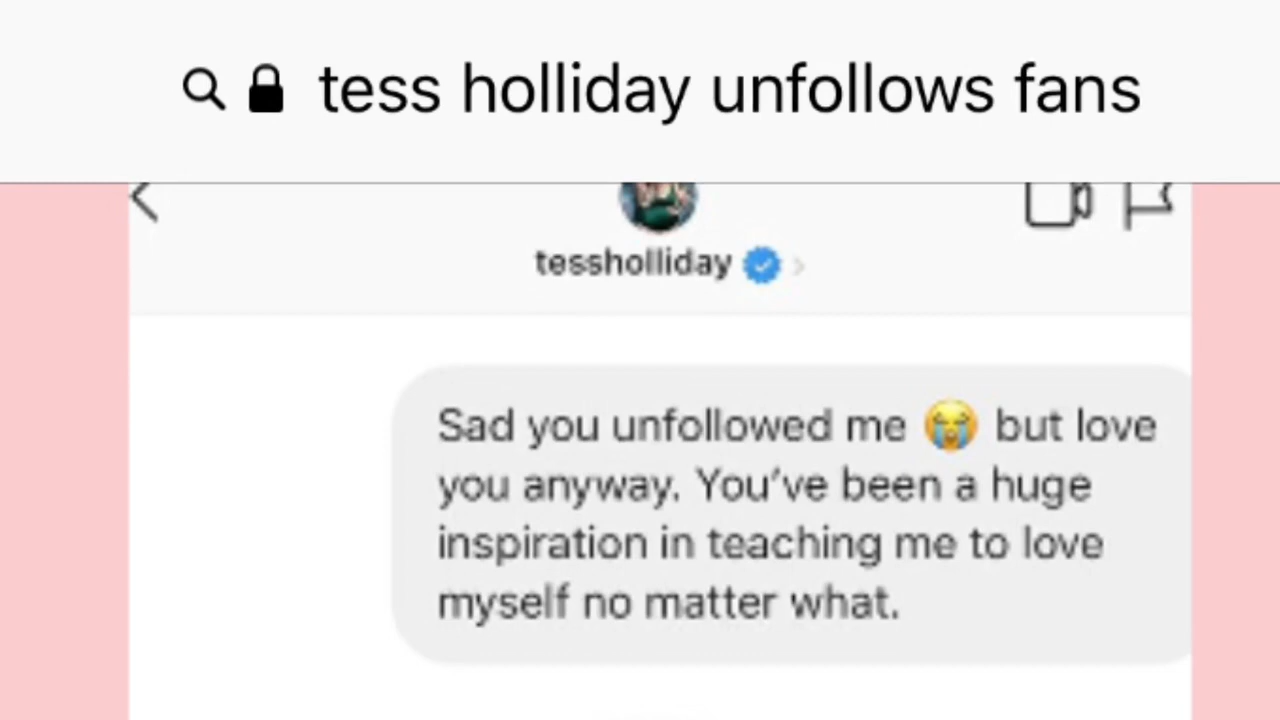 tess holliday unfollows fans
tessholliday
Sad you unfollowed me 😭 but love
you anyway. You’ve been a huge
inspiration in teaching me to love
myself no matter what.